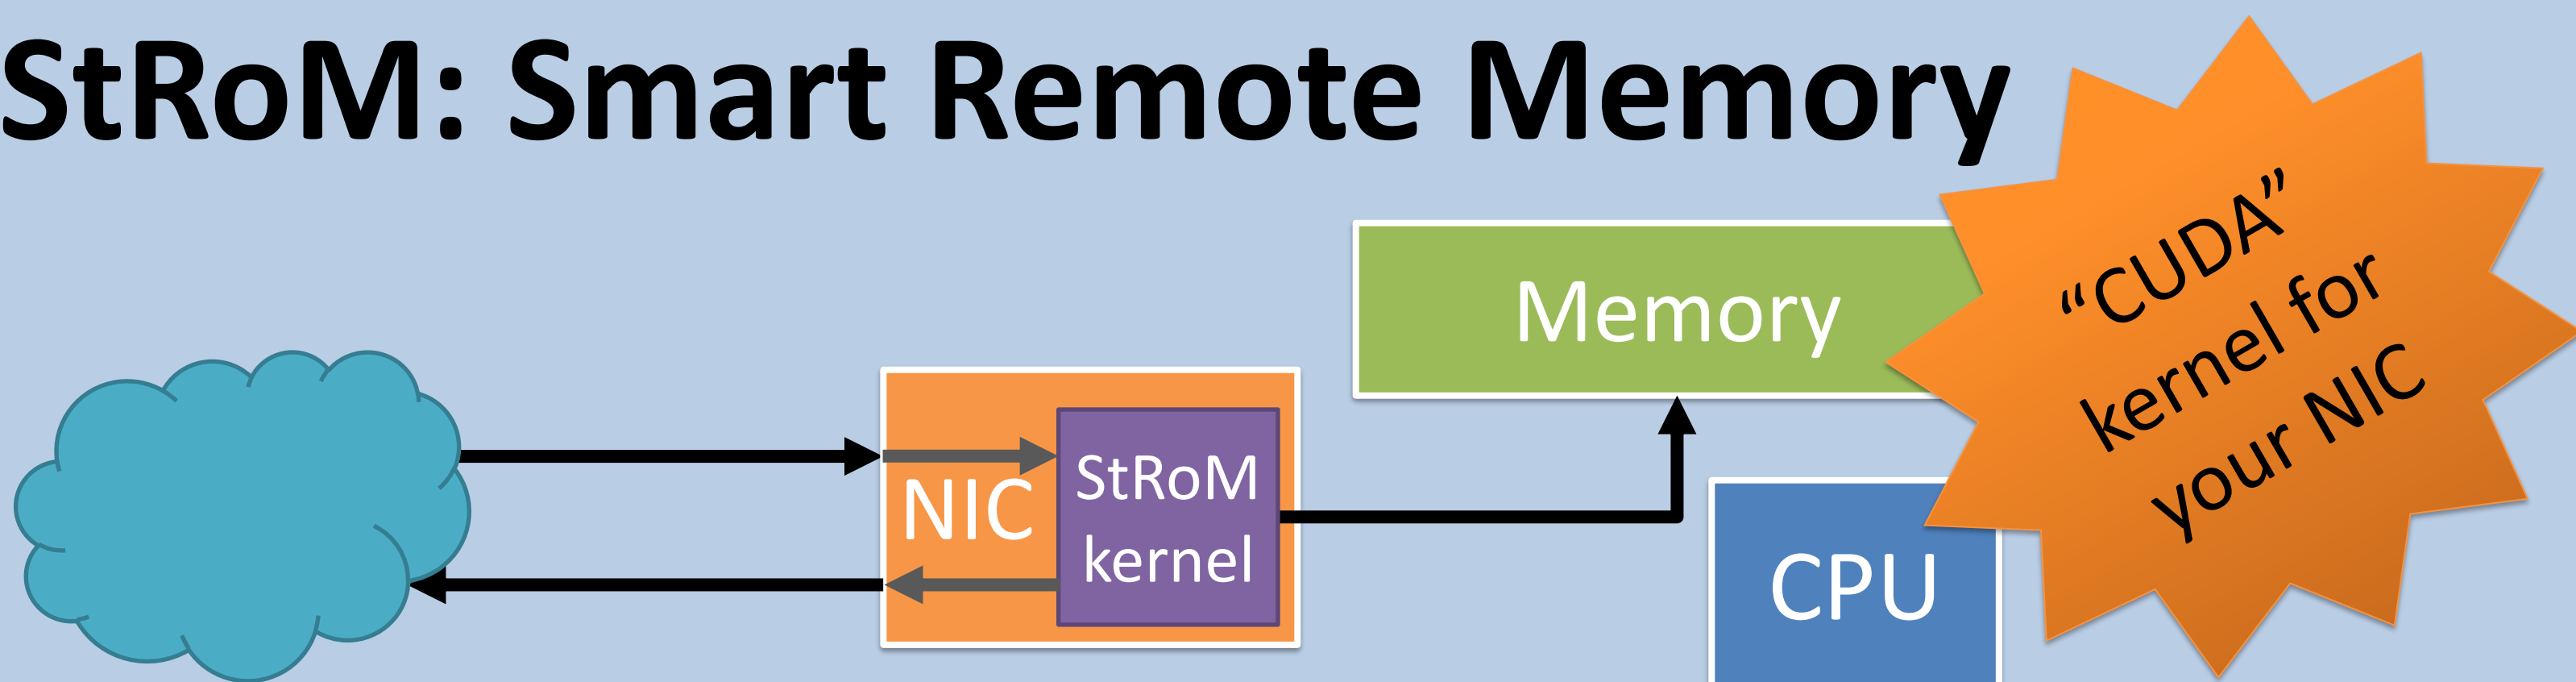 StRoM: Smart Remote Memory
Memory
“CUDA”
kernel for
your NIC
NIC
StRoM
kernel
CPU